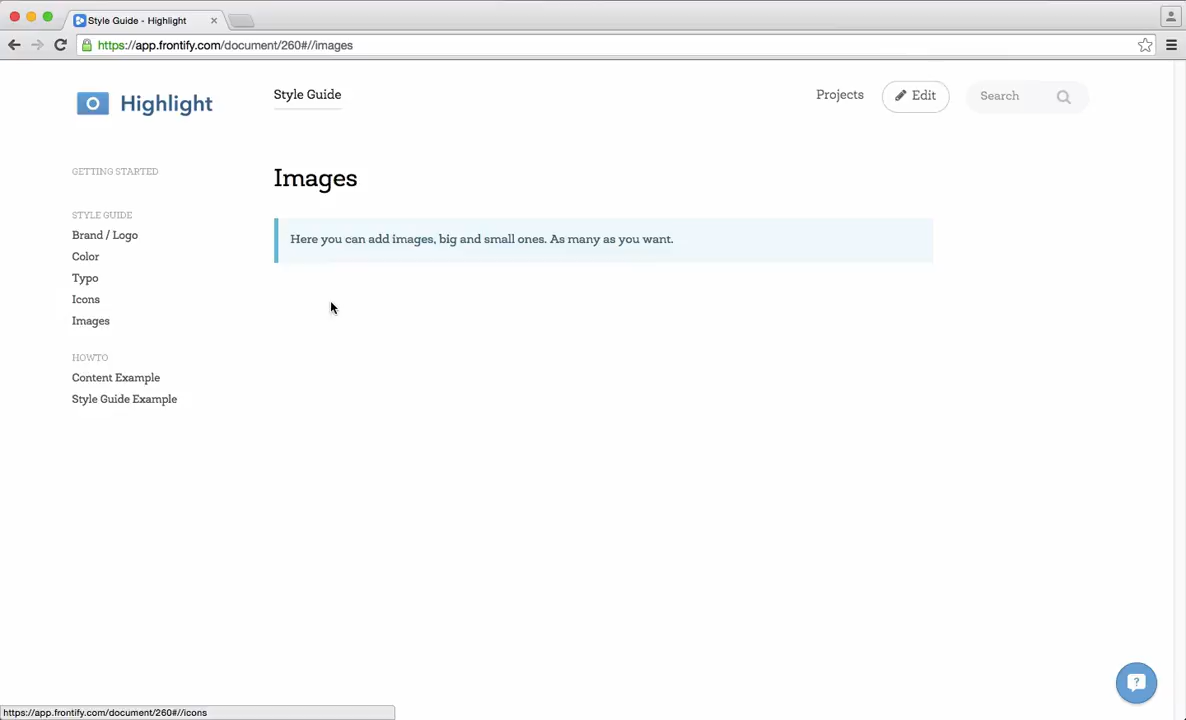 Style Guide - Highlight
https://app.frontify.com/document/260#//images
Highlight
Style Guide
Projects
Edit
Search
GETTING STARTED
STYLE GUIDE
Brand / Logo
Color
Typo
Icons
Images
HOWTO
Content Example
Style Guide Example
Images
Here you can add images, big and small ones. As many as you want.
?
https://app.frontify.com/document/260#//icons